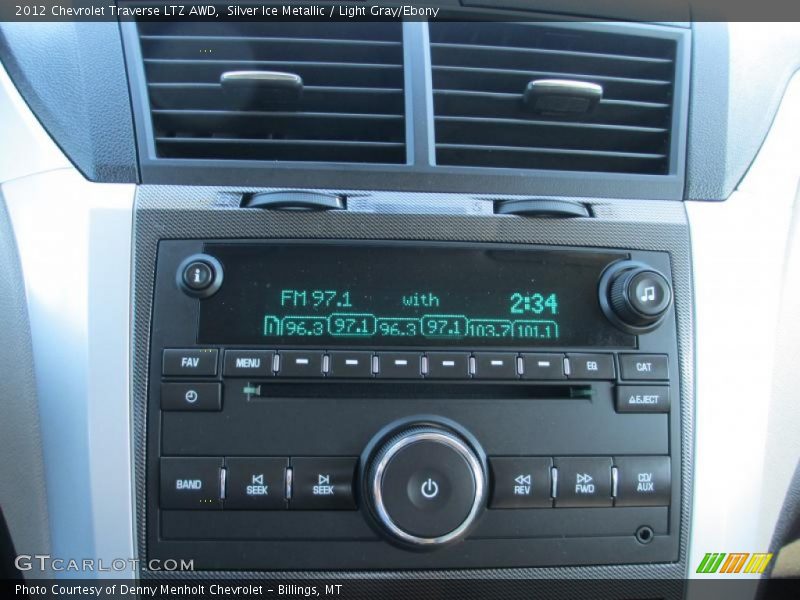 2012 Chevrolet Traverse LTZ AWD,  Silver Ice Metallic / Light Gray/Ebony
i
FM 97.1 with 2:34
96.3 97.1 96.3 97.1 103.7 101.1
FAV MENU EQ CAT
EJECT
BAND SEEK SEEK REV FWD CD/AUX
GTCARLOT.COM
Photo Courtesy of Denny Menholt Chevrolet - Billings, MT